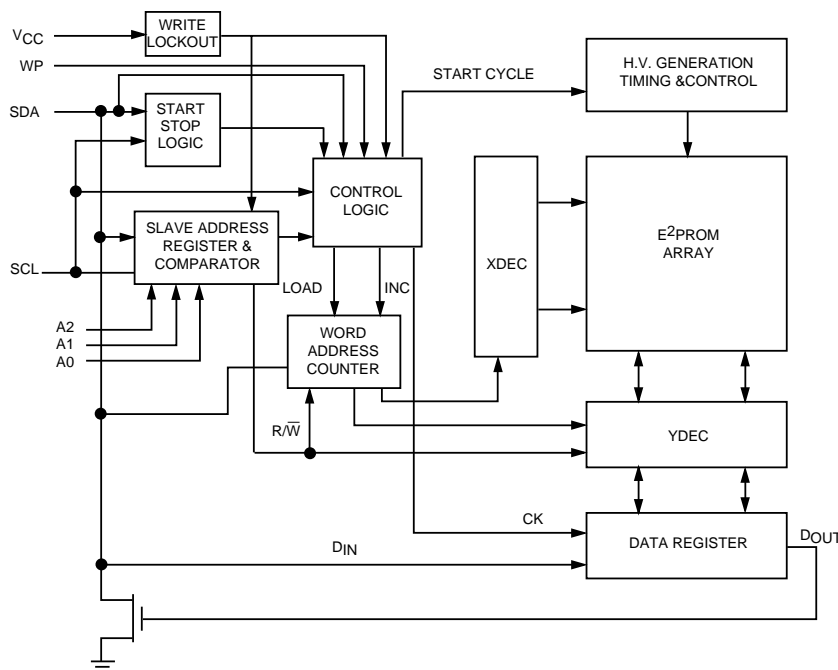 WRITE
LOCKOUT
VCC
WP
SDA
START
STOP
LOGIC
START CYCLE
H.V. GENERATION
TIMING &CONTROL
CONTROL
LOGIC
SLAVE ADDRESS
REGISTER &
COMPARATOR
SCL
XDEC
E²PROM
ARRAY
LOAD
INC
A2
A1
A0
WORD
ADDRESS
COUNTER
R/W̅
YDEC
CK
DIN
DATA REGISTER
DOUT